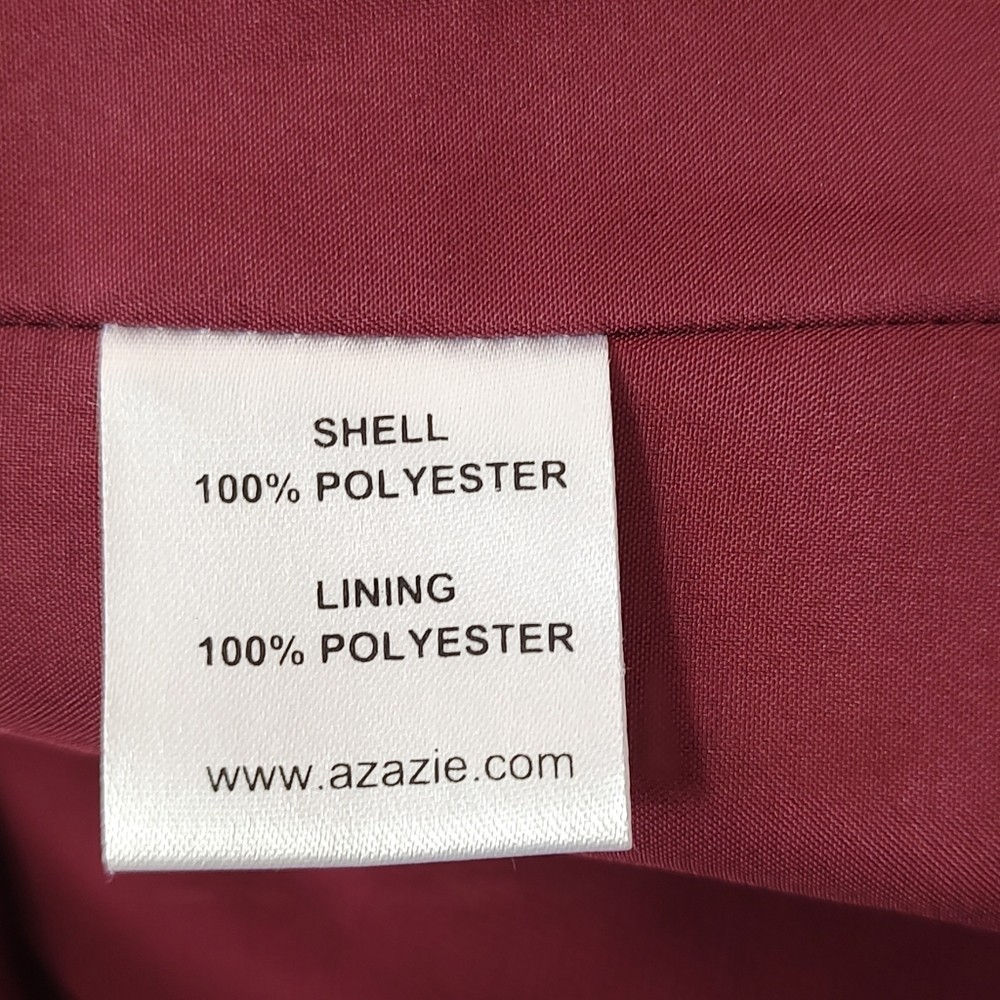 SHELL
100% POLYESTER
LINING
100% POLYESTER
www.azazie.com